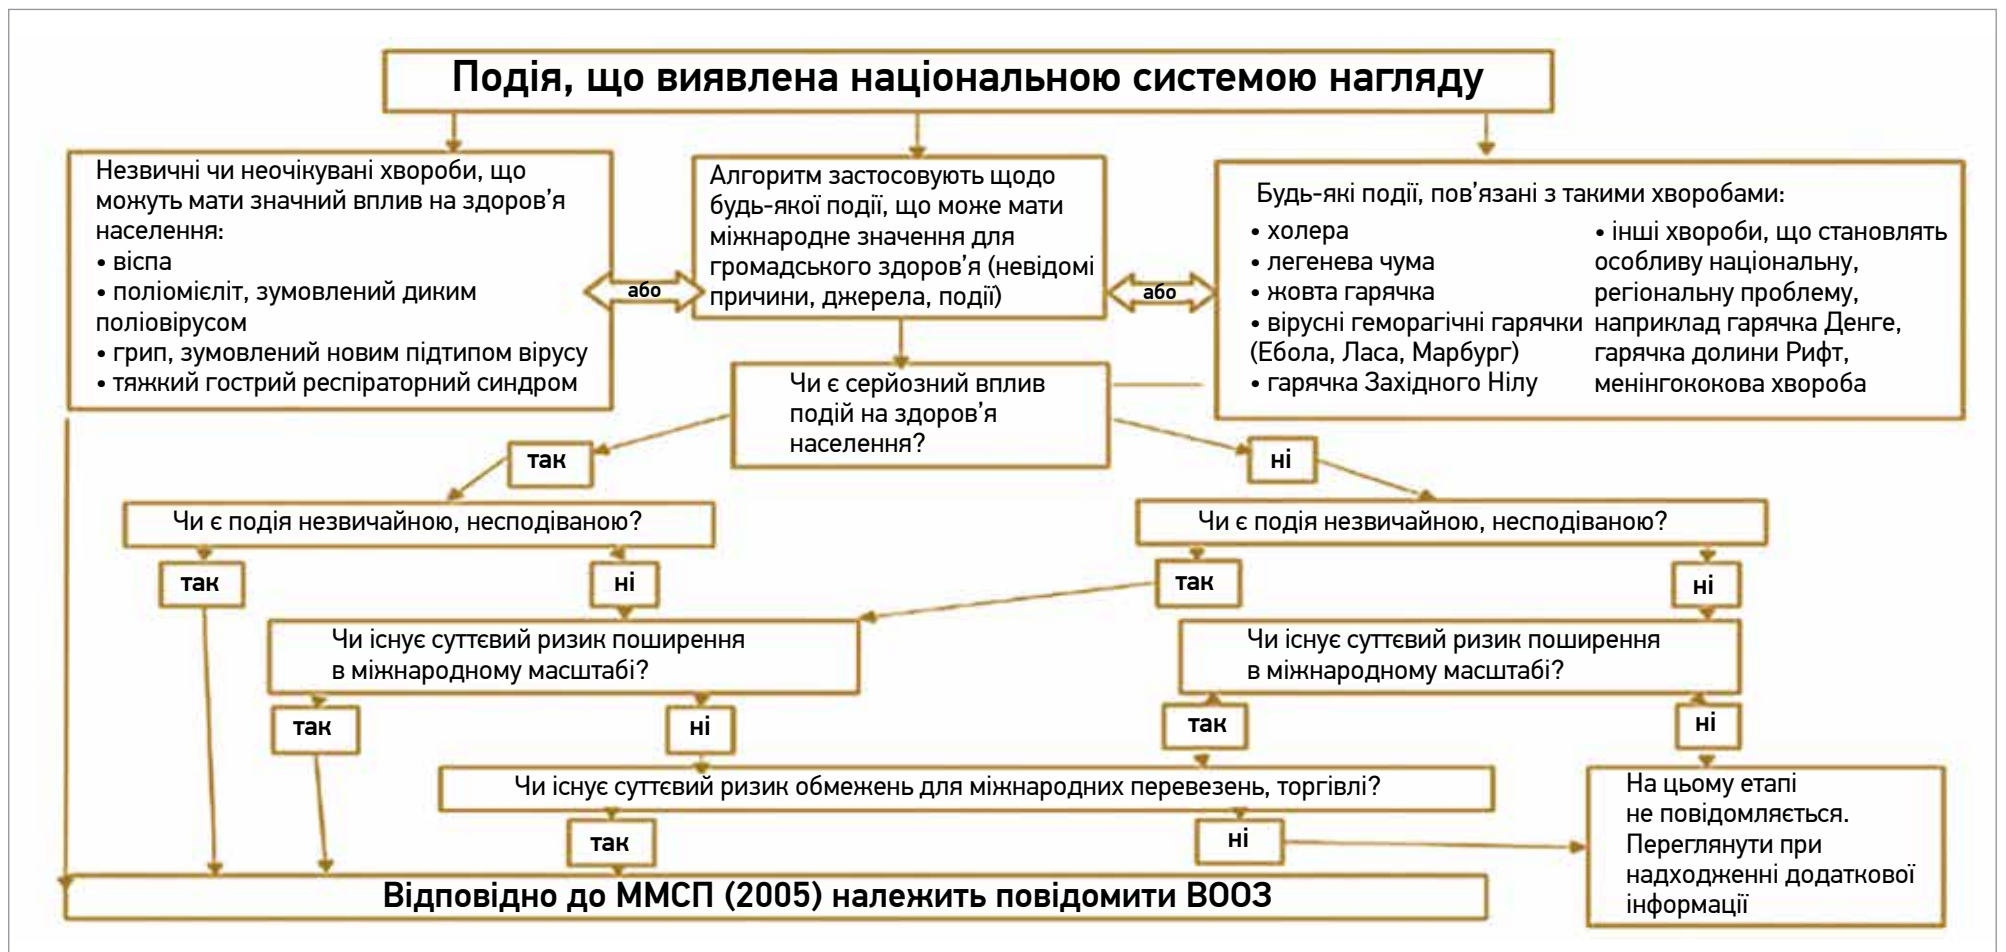 Подія, що виявлена національною системою нагляду
Незвичні чи неочікувані хвороби, що
можуть мати значний вплив на здоров’я
населення:
• віспа
• поліомієліт, зумовлений диким
поліовірусом
• грип, зумовлений новим підтипом вірусу
• тяжкий гострий респіраторний синдром
або
Алгоритм застосовують щодо
будь-якої події, що може мати
міжнародне значення для
громадського здоров’я (невідомі
причини, джерела, події)
або
Будь-які події, пов’язані з такими хворобами:
• холера
• легенева чума
• жовта гарячка
• вірусні геморагічні гарячки
(Ебола, Ласа, Марбург)
• гарячка Західного Нілу
• інші хвороби, що становлять
особливу національну,
регіональну проблему,
наприклад гарячка Денге,
гарячка долини Рифт,
менінгококова хвороба
Чи є серйозний вплив
подій на здоров’я
населення?
так
ні
Чи є подія незвичайною, несподіваною?
Чи є подія незвичайною, несподіваною?
так
ні
так
ні
Чи існує суттєвий ризик поширення
в міжнародному масштабі?
Чи існує суттєвий ризик поширення
в міжнародному масштабі?
так
ні
так
ні
Чи існує суттєвий ризик обмежень для міжнародних перевезень, торгівлі?
так
ні
На цьому етапі
не повідомляється.
Переглянути при
надходженні додаткової
інформації
Відповідно до ММСП (2005) належить повідомити ВООЗ